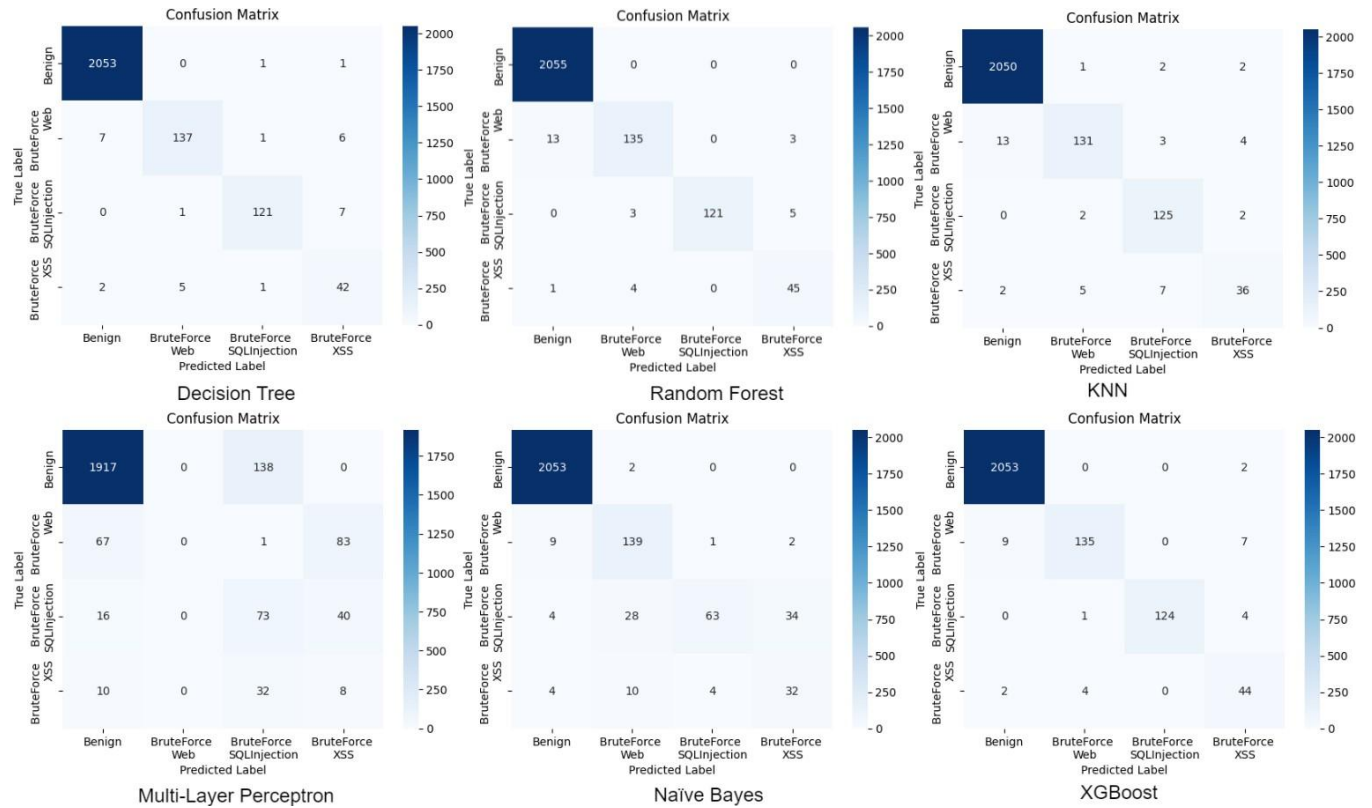 Confusion Matrix
True Label
Benign
BruteForce Web
BruteForce SQLInjection
BruteForce XSS
2053 0 1 1
7 137 1 6
0 1 121 7
2 5 1 42
Benign BruteForce Web BruteForce SQLInjection BruteForce XSS
Predicted Label
2000
1750
1500
1250
1000
750
500
250
0
Decision Tree
Confusion Matrix
True Label
Benign
BruteForce Web
BruteForce SQLInjection
BruteForce XSS
2055 0 0 0
13 135 0 3
0 3 121 5
1 4 0 45
Benign BruteForce Web BruteForce SQLInjection BruteForce XSS
Predicted Label
2000
1750
1500
1250
1000
750
500
250
0
Random Forest
Confusion Matrix
True Label
Benign
BruteForce Web
BruteForce SQLInjection
BruteForce XSS
2050 1 2 2
13 131 3 4
0 2 125 2
2 5 7 36
Benign BruteForce Web BruteForce SQLInjection BruteForce XSS
Predicted Label
2000
1750
1500
1250
1000
750
500
250
0
KNN
Confusion Matrix
True Label
Benign
BruteForce Web
BruteForce SQLInjection
BruteForce XSS
1917 0 138 0
67 0 1 83
16 0 73 40
10 0 32 8
Benign BruteForce Web BruteForce SQLInjection BruteForce XSS
Predicted Label
1750
1500
1250
1000
750
500
250
0
Multi-Layer Perceptron
Confusion Matrix
True Label
Benign
BruteForce Web
BruteForce SQLInjection
BruteForce XSS
2053 2 0 0
9 139 1 2
4 28 63 34
4 10 4 32
Benign BruteForce Web BruteForce SQLInjection BruteForce XSS
Predicted Label
2000
1750
1500
1250
1000
750
500
250
0
Naïve Bayes
Confusion Matrix
True Label
Benign
BruteForce Web
BruteForce SQLInjection
BruteForce XSS
2053 0 0 2
9 135 0 7
0 1 124 4
2 4 0 44
Benign BruteForce Web BruteForce SQLInjection BruteForce XSS
Predicted Label
2000
1750
1500
1250
1000
750
500
250
0
XGBoost